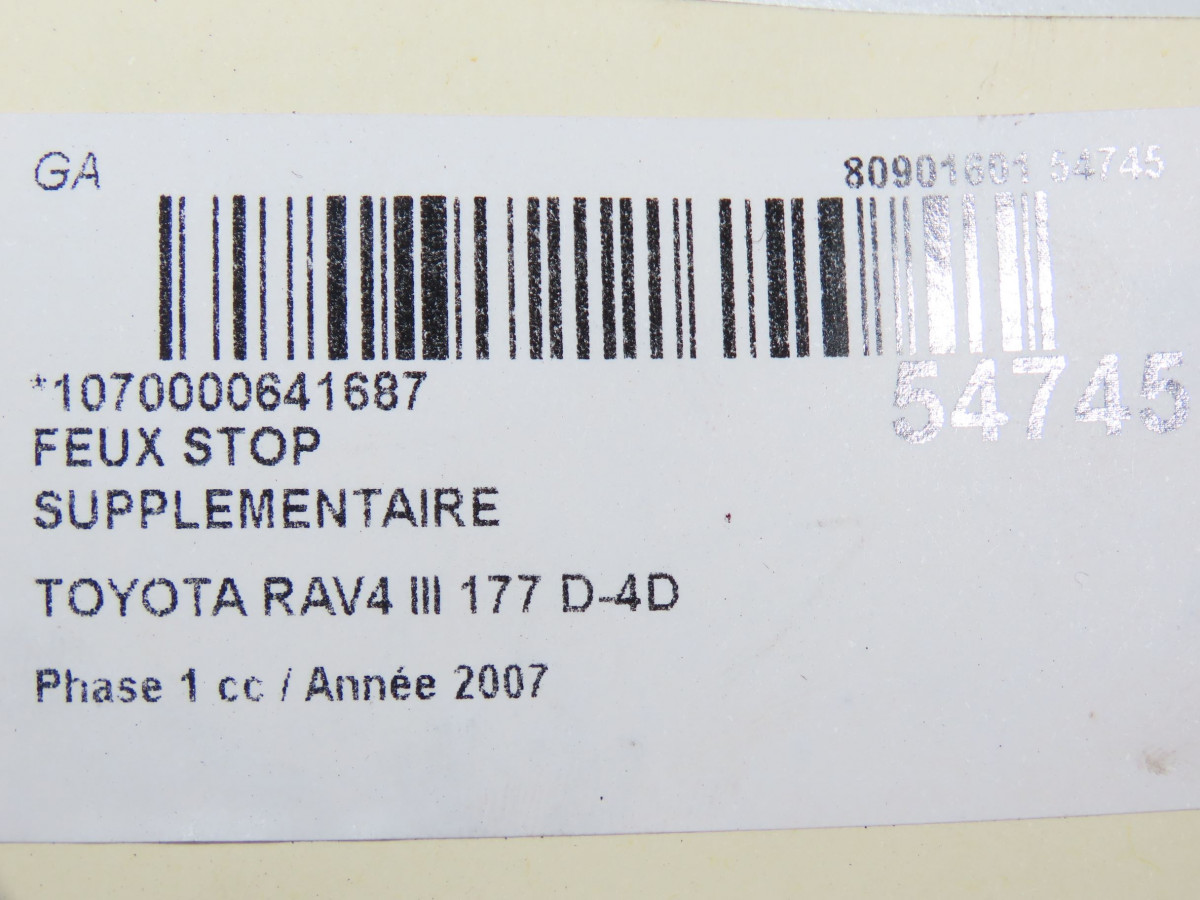 GA
80901601 54745
*1070000641687
54745
FEUX STOP
SUPPLEMENTAIRE
TOYOTA RAV4 III 177 D-4D
Phase 1 cc / Année 2007